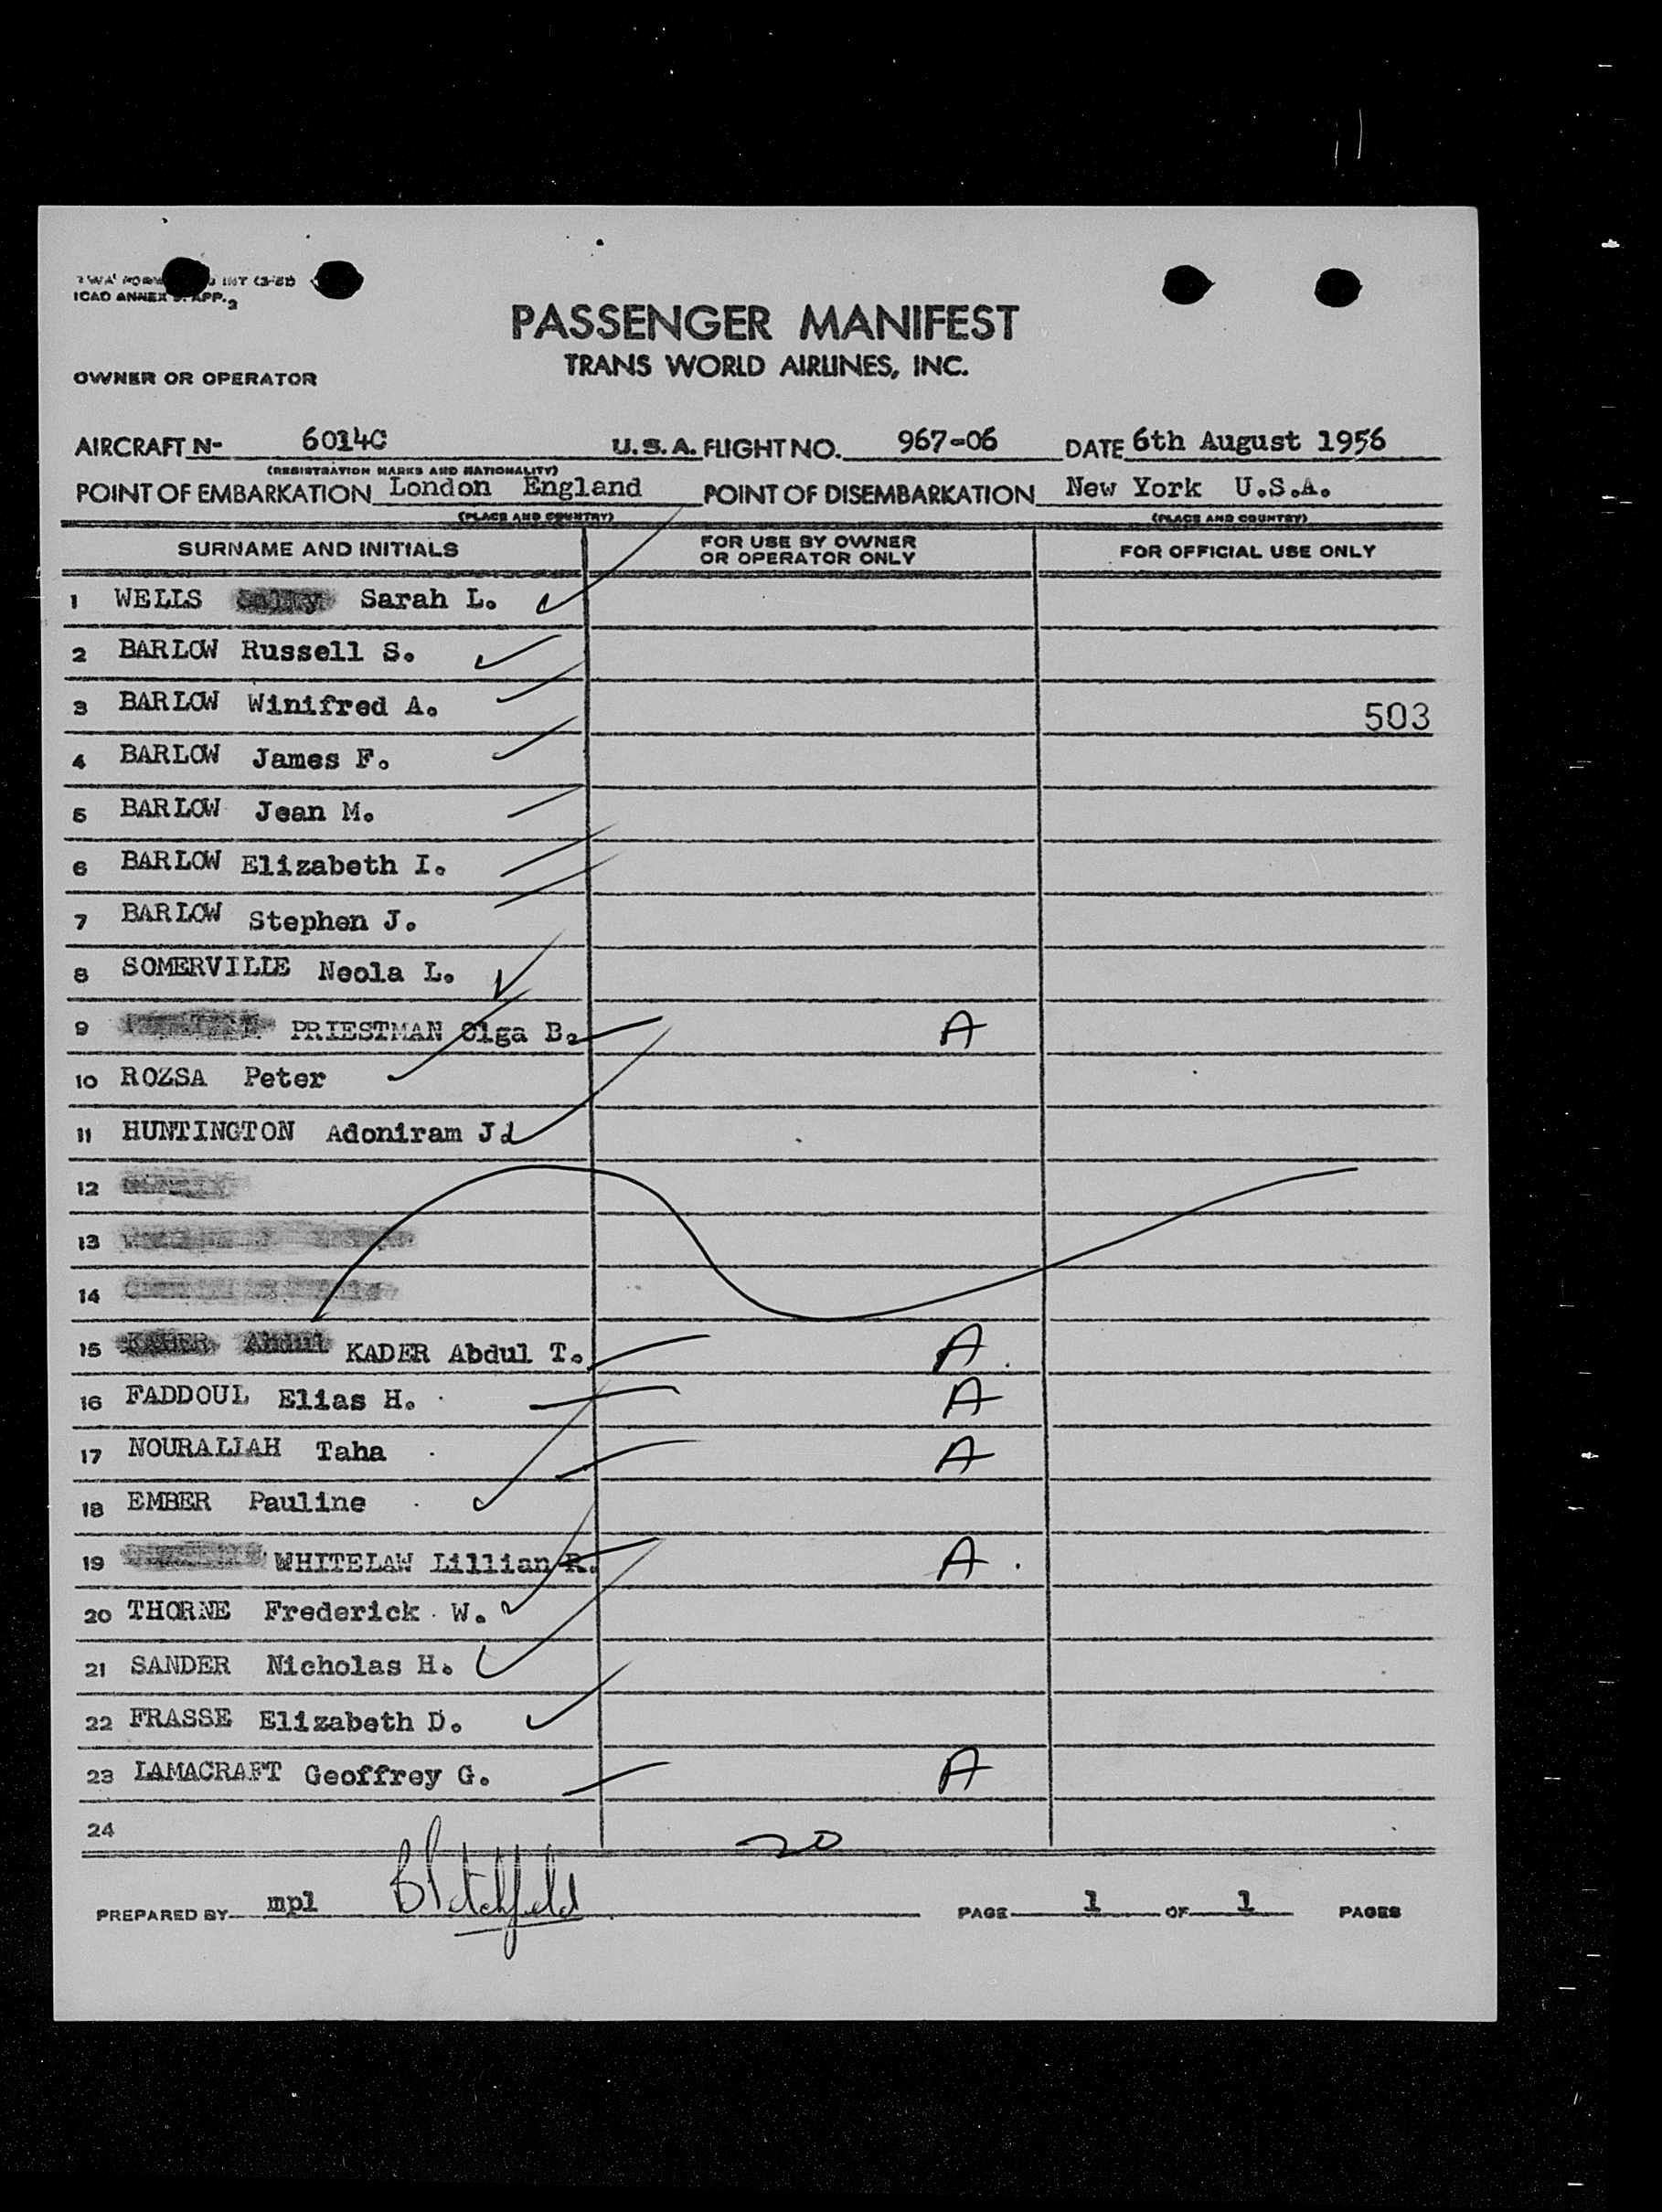 ICAO ANNEX 9. APP. 2
PASSENGER MANIFEST
TRANS WORLD AIRLINES, INC.
OWNER OR OPERATOR
AIRCRAFT N- 6014C U.S.A. FLIGHT NO. 967-06 DATE 6th August 1956
(REGISTRATION MARKS AND NATIONALITY)
POINT OF EMBARKATION London England POINT OF DISEMBARKATION New York U.S.A.
(PLACE AND COUNTRY) (PLACE AND COUNTRY)
SURNAME AND INITIALS FOR USE BY OWNER OR OPERATOR ONLY FOR OFFICIAL USE ONLY
1 WELLS Sarah L.
2 BARLOW Russell S.
3 BARLOW Winifred A. 503
4 BARLOW James F.
5 BARLOW Jean M.
6 BARLOW Elizabeth I.
7 BARLOW Stephen J.
8 SOMERVILLE Neola L.
9 PRIESTMAN Olga B. A
10 ROZSA Peter
11 HUNTINGTON Adoniram J.
12
13
14
15 KADER Abdul T. A
16 FADDOUL Elias H. A
17 NOURALIAH Taha A
18 EMBER Pauline
19 WHITELAW Lillian R. A
20 THORNE Frederick W.
21 SANDER Nicholas H.
22 FRASSE Elizabeth D.
23 LAMACRAFT Geoffrey G. A
24
20
PREPARED BY mpl PAGE 1 OF 1 PAGES